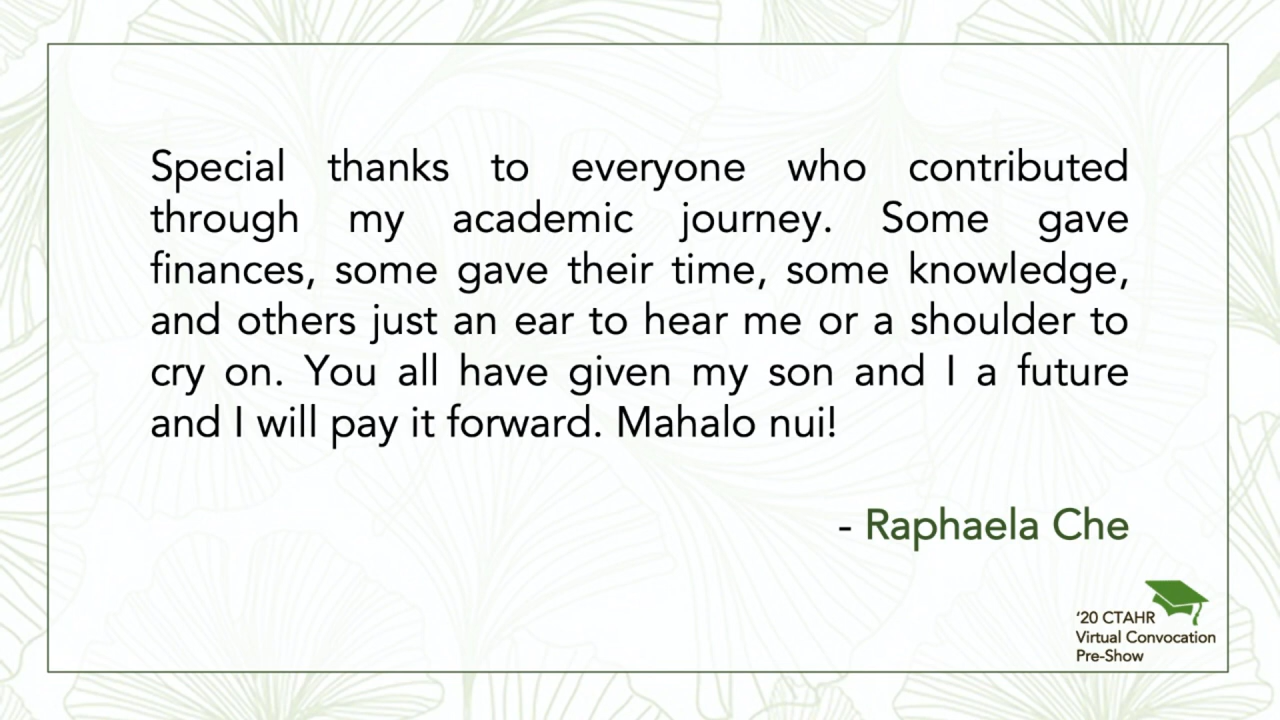 Special thanks to everyone who contributed
through my academic journey. Some gave
finances, some gave their time, some knowledge,
and others just an ear to hear me or a shoulder to
cry on. You all have given my son and I a future
and I will pay it forward. Mahalo nui!
- Raphaela Che
‘20 CTAHR
Virtual Convocation
Pre-Show